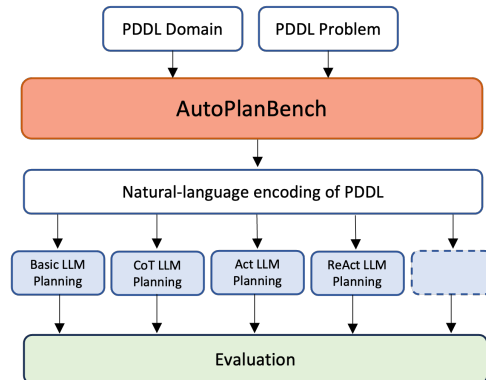 PDDL Domain
PDDL Problem
AutoPlanBench
Natural-language encoding of PDDL
Basic LLM
Planning
CoT LLM
Planning
Act LLM
Planning
ReAct LLM
Planning
Evaluation